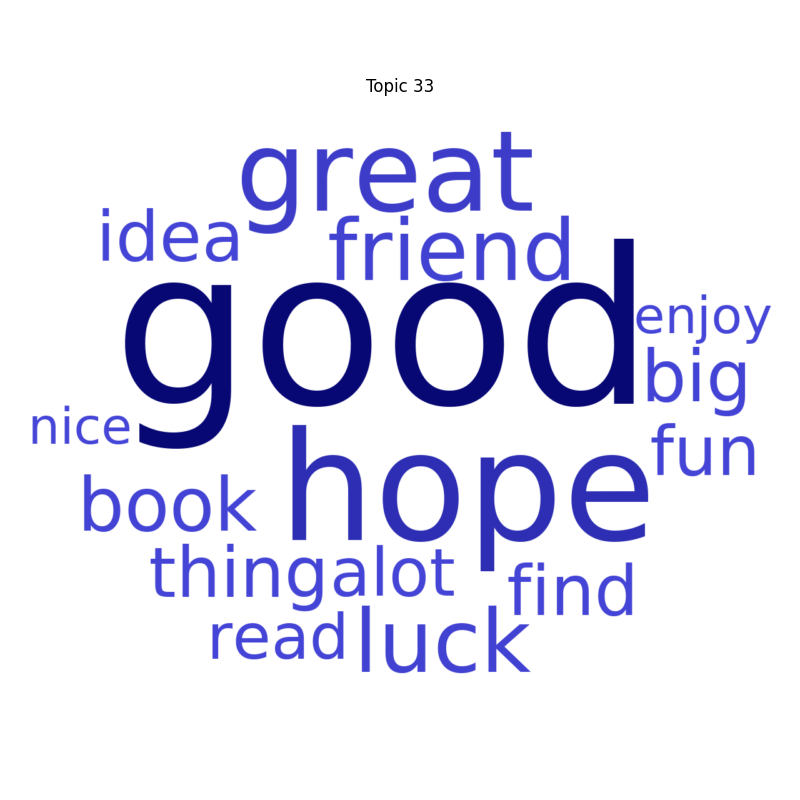 Topic 33
great
idea
friend
good
enjoy
big
nice
hope
fun
book
thing
alot
find
read
luck